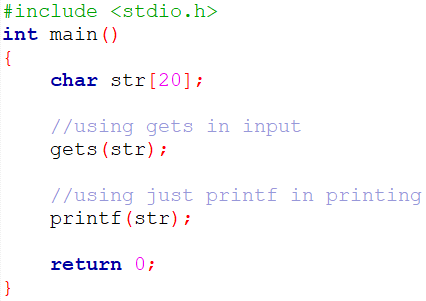 #include <stdio.h>
int main()
{
    char str[20];

    //using gets in input
    gets(str);

    //using just printf in printing
    printf(str);

    return 0;
}